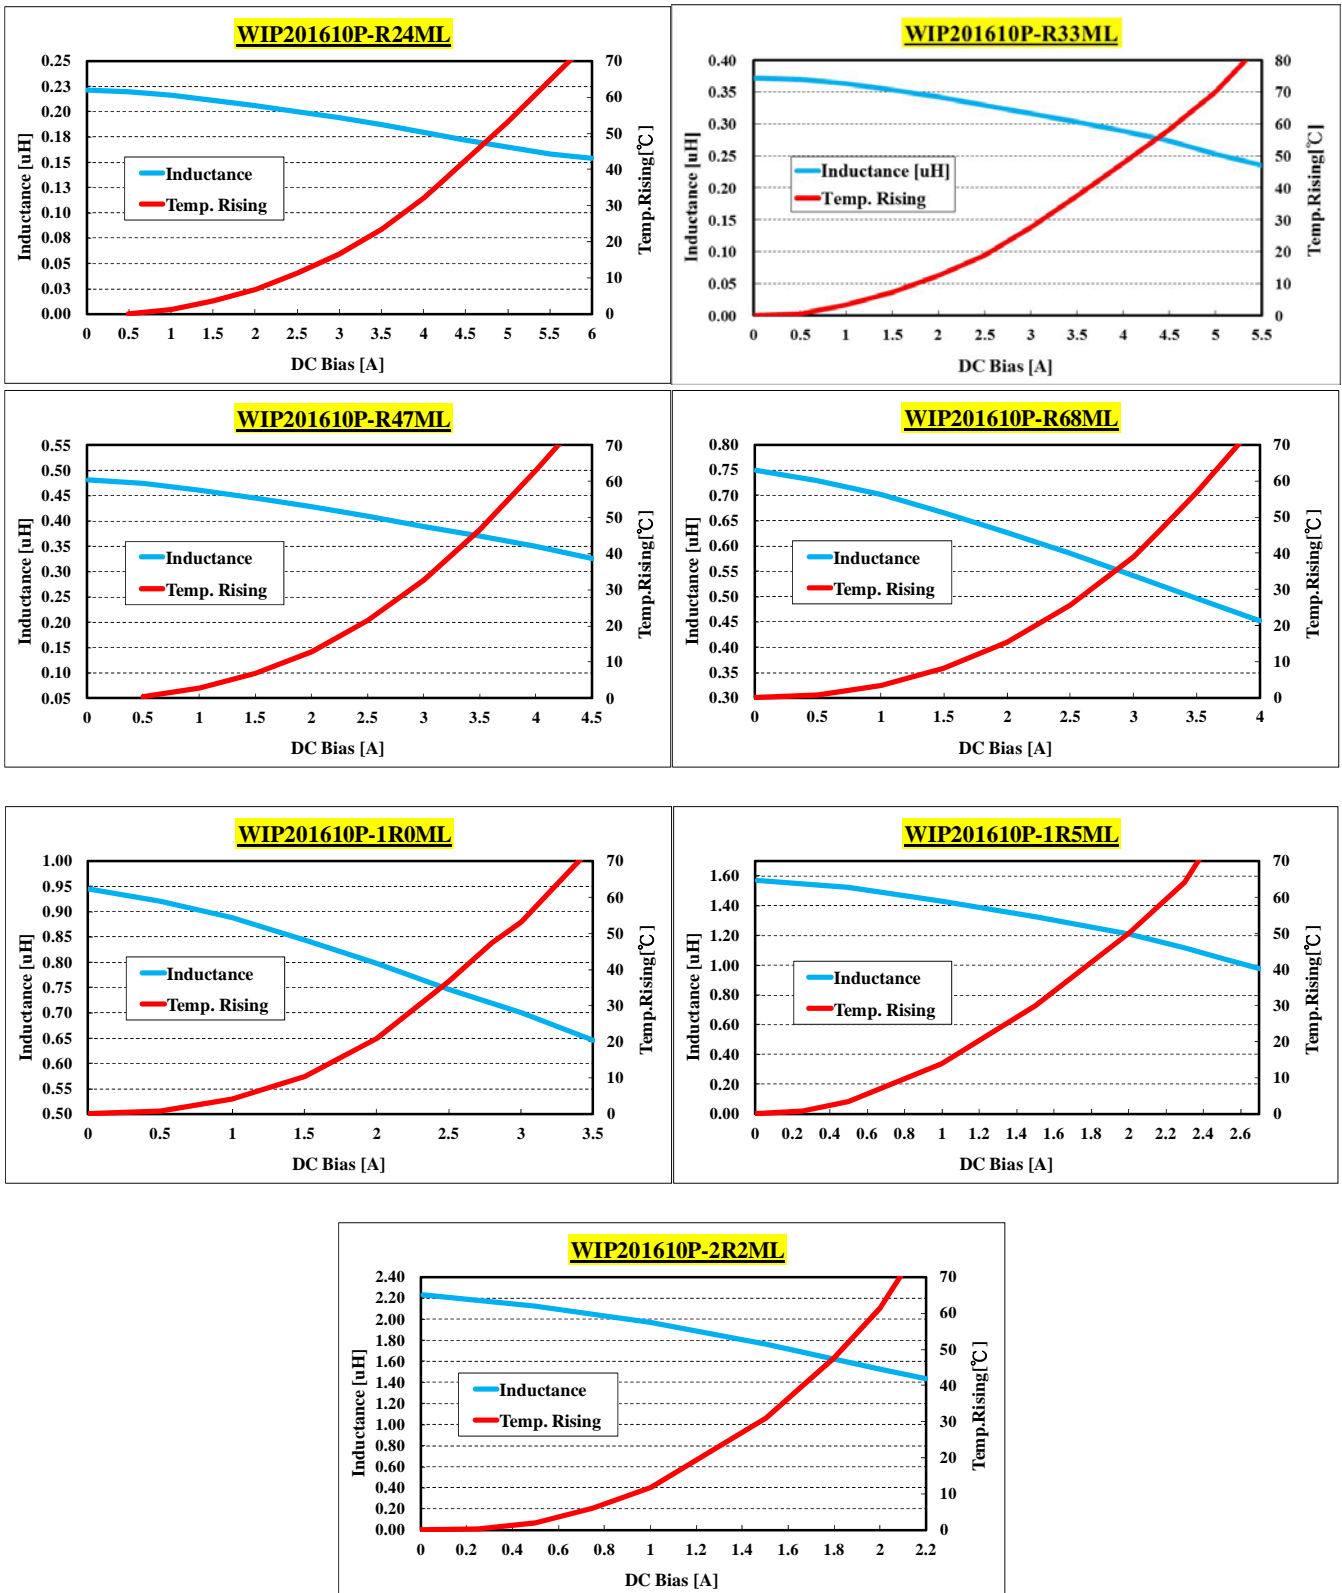 WIP201610P-R24ML
0.25
0.23
0.20
0.18
0.15
0.13
0.10
0.08
0.05
0.03
0.00
Inductance [uH]
70
60
50
40
30
20
10
0
Temp.Rising[℃]
Inductance
Temp. Rising
0 0.5 1 1.5 2 2.5 3 3.5 4 4.5 5 5.5 6
DC Bias [A]
WIP201610P-R33ML
0.40
0.35
0.30
0.25
0.20
0.15
0.10
0.05
0.00
Inductance [uH]
80
70
60
50
40
30
20
10
0
Temp.Rising[℃]
Inductance [uH]
Temp. Rising
0 0.5 1 1.5 2 2.5 3 3.5 4 4.5 5 5.5
DC Bias [A]
WIP201610P-R47ML
0.55
0.50
0.45
0.40
0.35
0.30
0.25
0.20
0.15
0.10
0.05
Inductance [uH]
70
60
50
40
30
20
10
0
Temp.Rising[℃]
Inductance
Temp. Rising
0 0.5 1 1.5 2 2.5 3 3.5 4 4.5
DC Bias [A]
WIP201610P-R68ML
0.80
0.75
0.70
0.65
0.60
0.55
0.50
0.45
0.40
0.35
0.30
Inductance [uH]
70
60
50
40
30
20
10
0
Temp.Rising[℃]
Inductance
Temp. Rising
0 0.5 1 1.5 2 2.5 3 3.5 4
DC Bias [A]
WIP201610P-1R0ML
1.00
0.95
0.90
0.85
0.80
0.75
0.70
0.65
0.60
0.55
0.50
Inductance [uH]
70
60
50
40
30
20
10
0
Temp.Rising[℃]
Inductance
Temp. Rising
0 0.5 1 1.5 2 2.5 3 3.5
DC Bias [A]
WIP201610P-1R5ML
1.60
1.40
1.20
1.00
0.80
0.60
0.40
0.20
0.00
Inductance [uH]
70
60
50
40
30
20
10
0
Temp.Rising[℃]
Inductance
Temp. Rising
0 0.2 0.4 0.6 0.8 1 1.2 1.4 1.6 1.8 2 2.2 2.4 2.6
DC Bias [A]
WIP201610P-2R2ML
2.40
2.20
2.00
1.80
1.60
1.40
1.20
1.00
0.80
0.60
0.40
0.20
0.00
Inductance [uH]
70
60
50
40
30
20
10
0
Temp.Rising[℃]
Inductance
Temp. Rising
0 0.2 0.4 0.6 0.8 1 1.2 1.4 1.6 1.8 2 2.2
DC Bias [A]